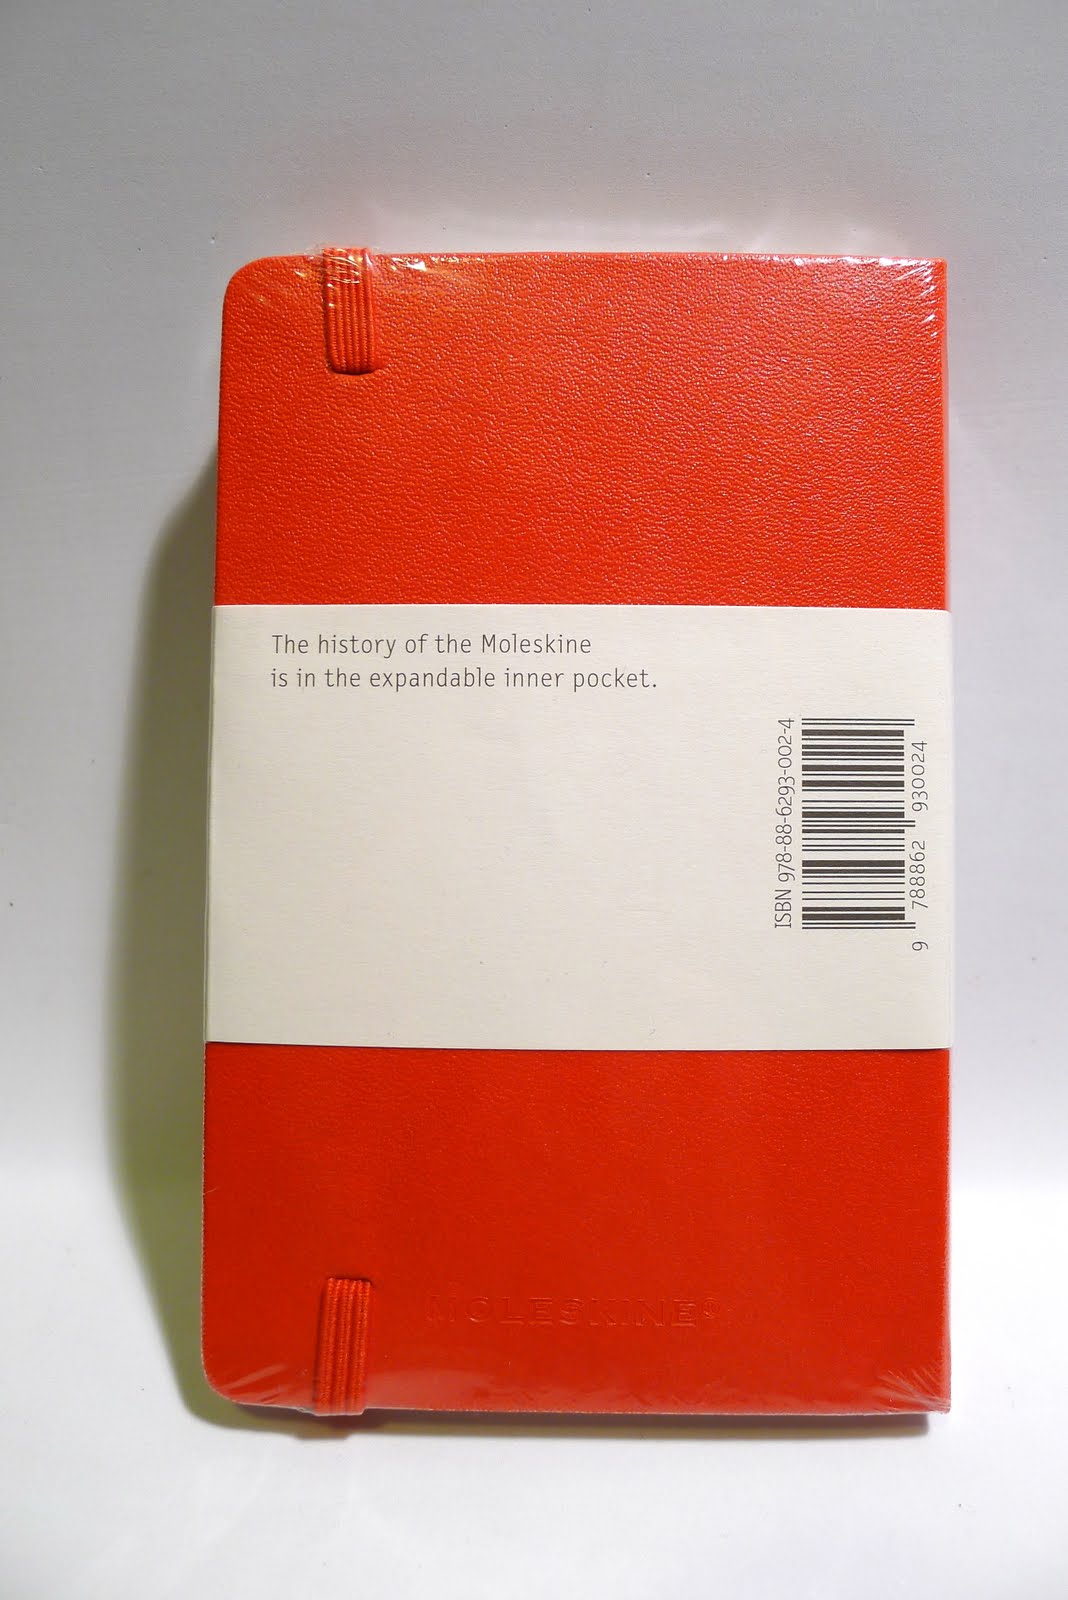 The history of the Moleskine
is in the expandable inner pocket.
ISBN 978-88-6293-002-4
9 788862 930024
MOLESKINE®